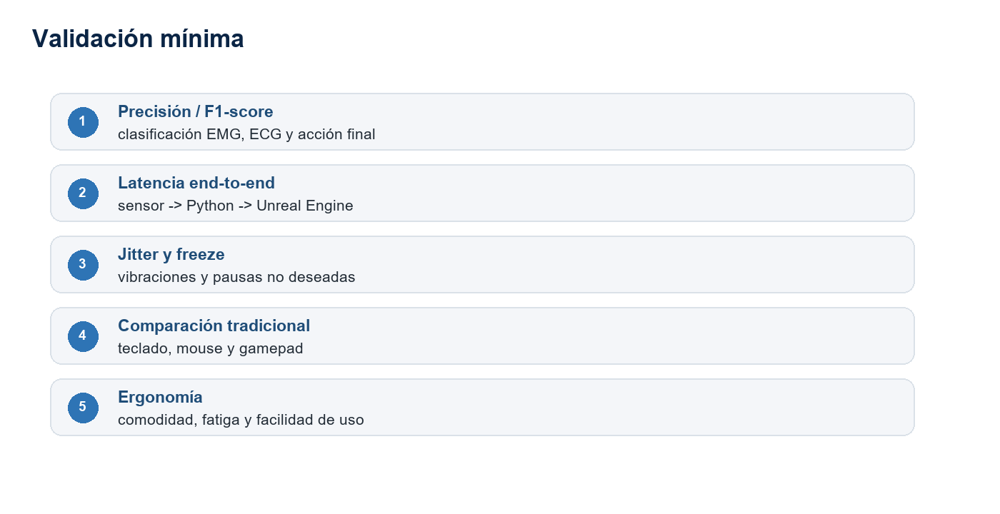 Validación mínima
1
Precisión / F1-score
clasificación EMG, ECG y acción final
2
Latencia end-to-end
sensor -> Python -> Unreal Engine
3
Jitter y freeze
vibraciones y pausas no deseadas
4
Comparación tradicional
teclado, mouse y gamepad
5
Ergonomía
comodidad, fatiga y facilidad de uso